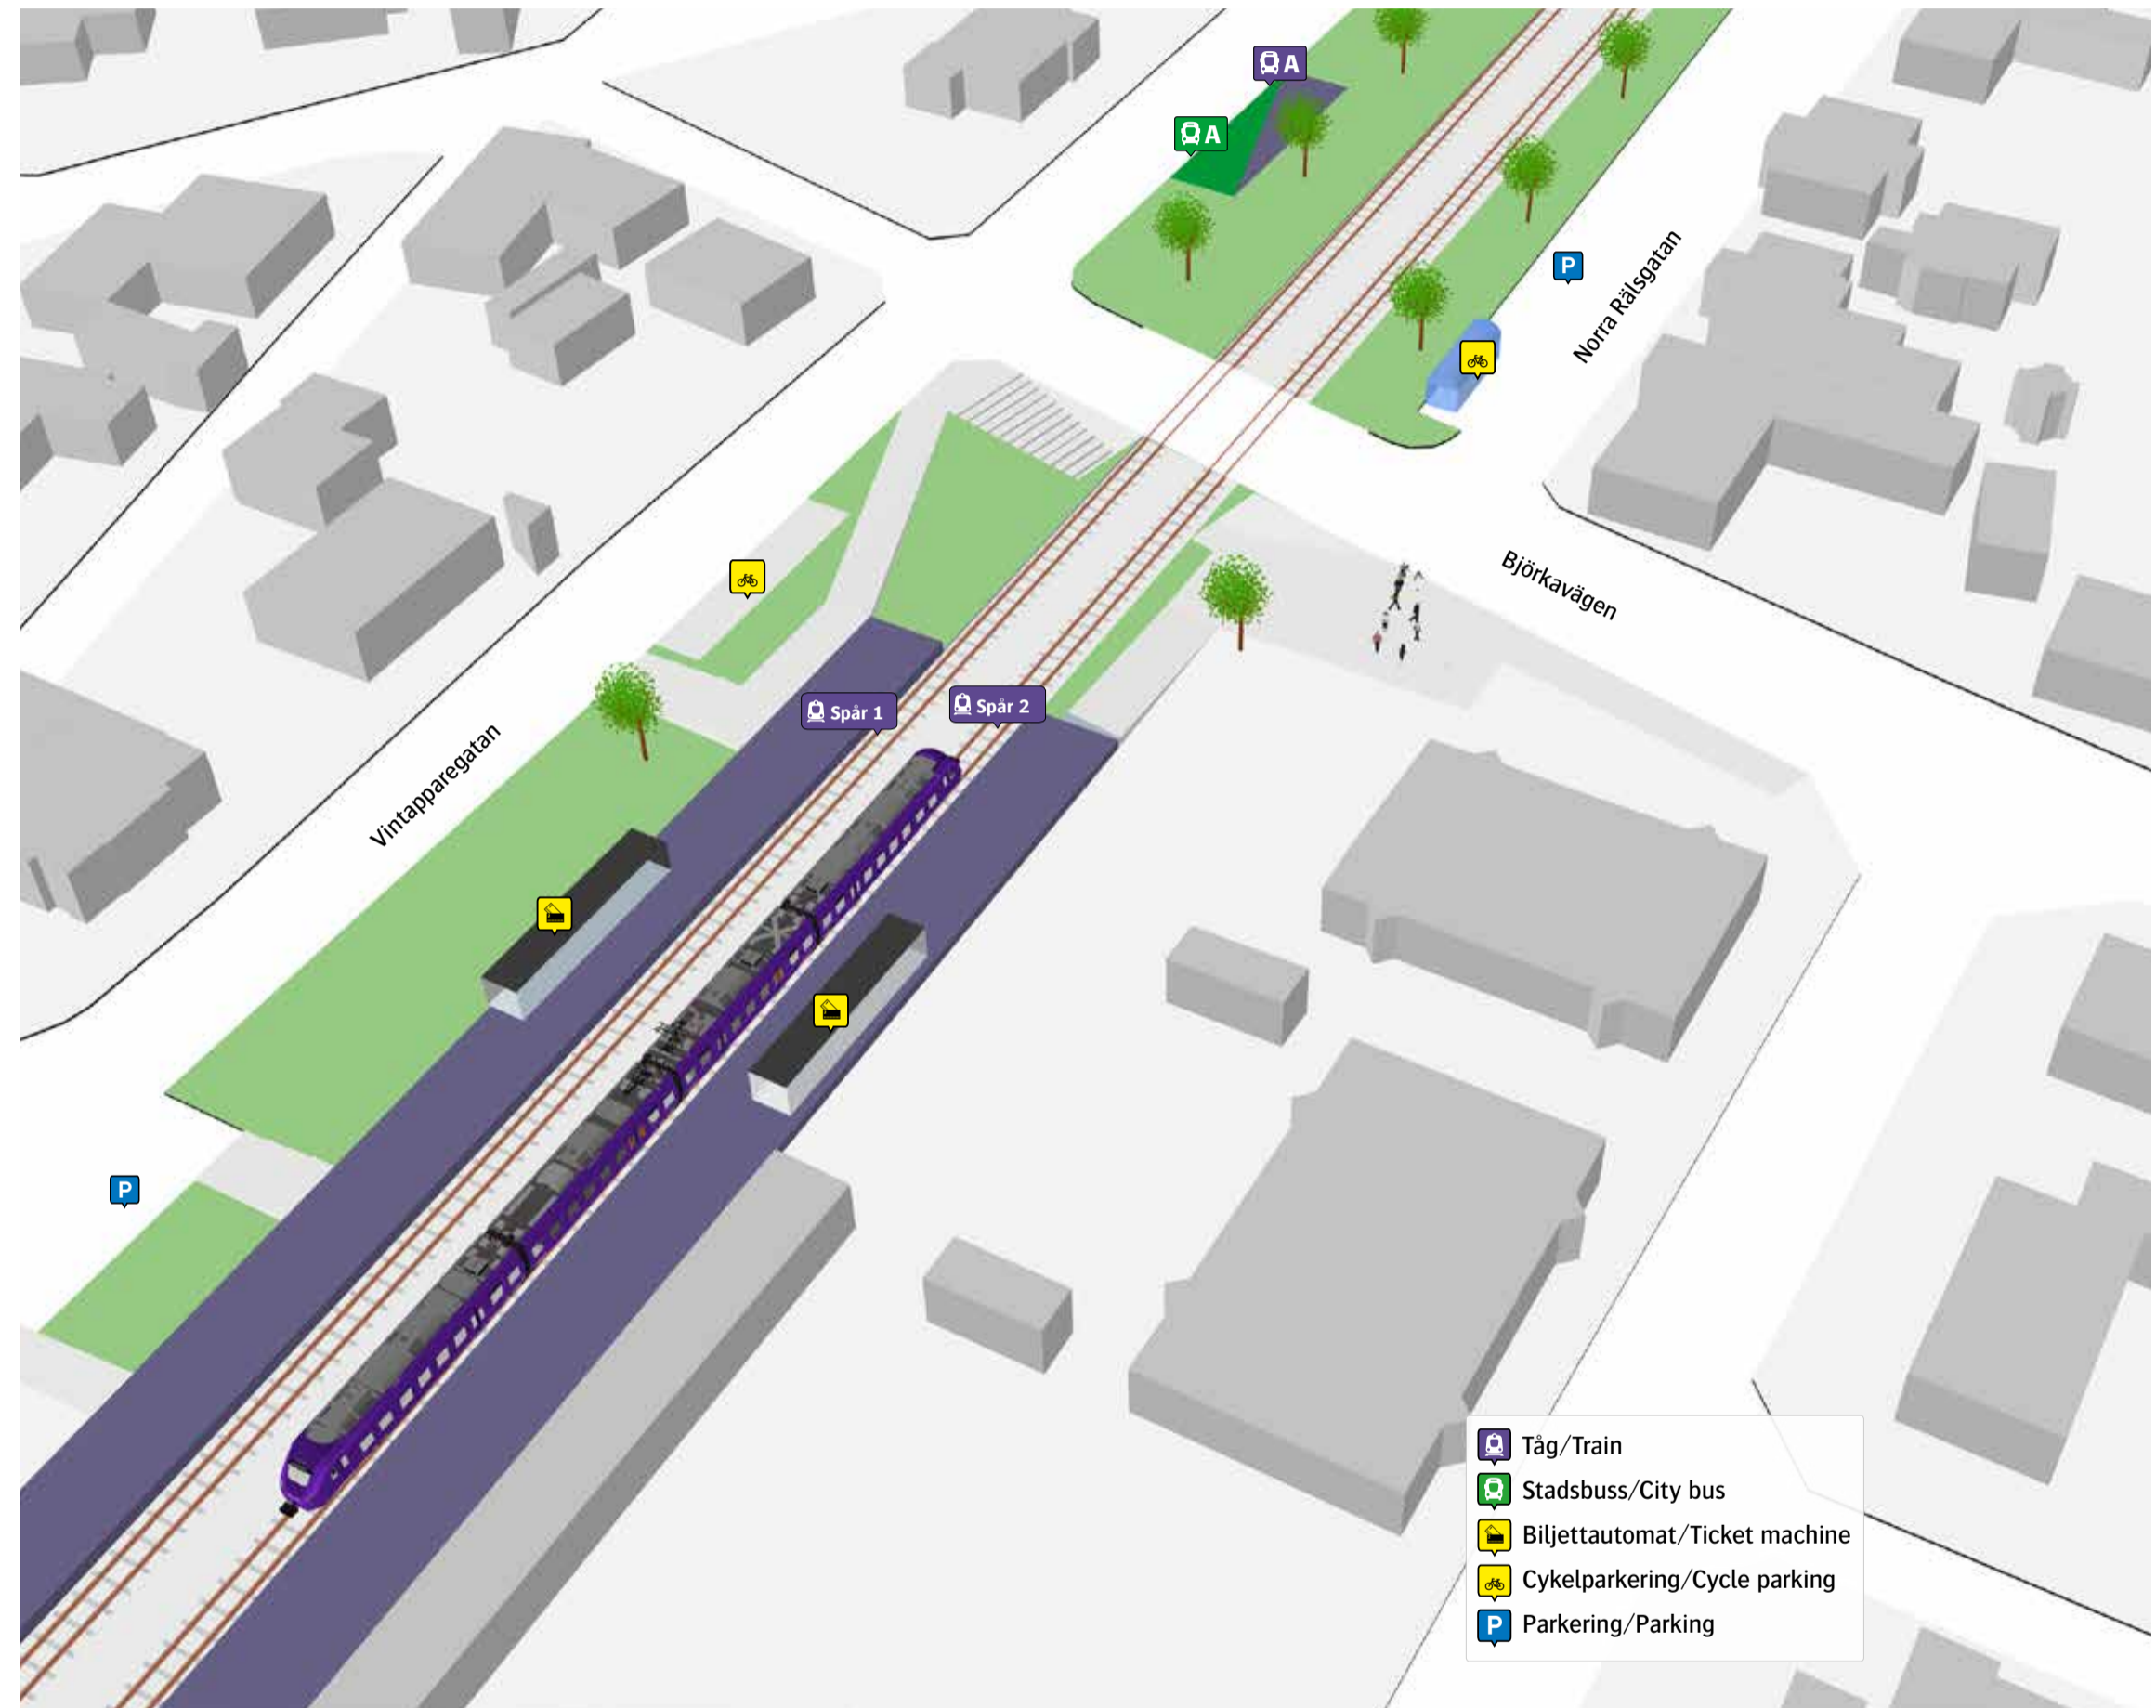 A
A
P
Norra Rälsgatan
Björkavägen
Spår 1
Spår 2
Vintapparegatan
P
Tåg/Train
Stadsbuss/City bus
Biljettautomat/Ticket machine
Cykelparkering/Cycle parking
P Parkering/Parking